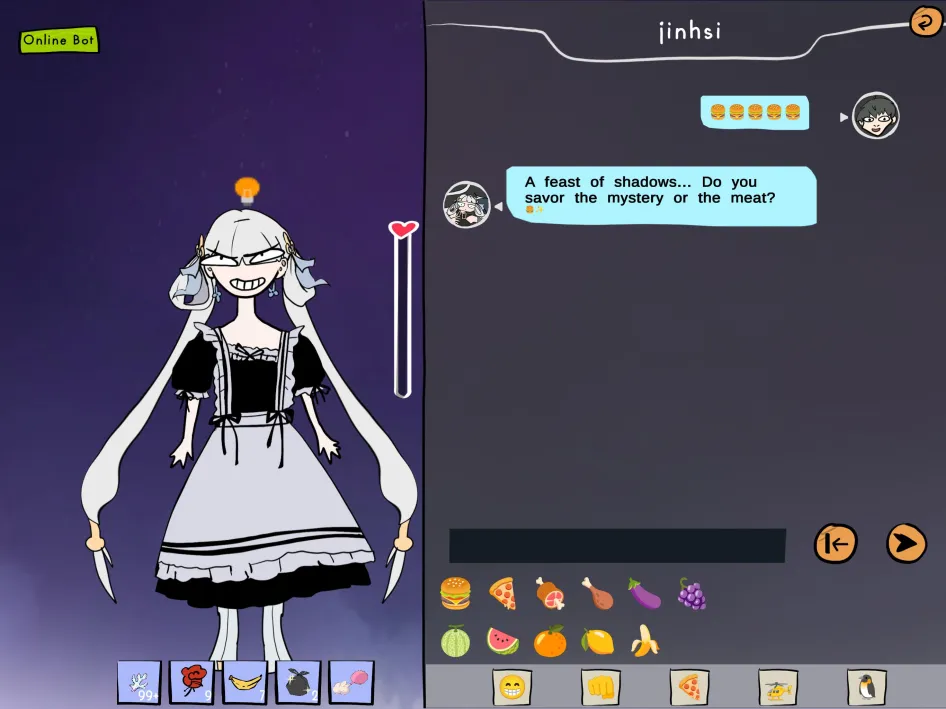 Online Bot
jinhsi
🍔🍔🍔🍔🍔
A feast of shadows... Do you
savor the mystery or the meat?
🍔✨
99+
9
7
2